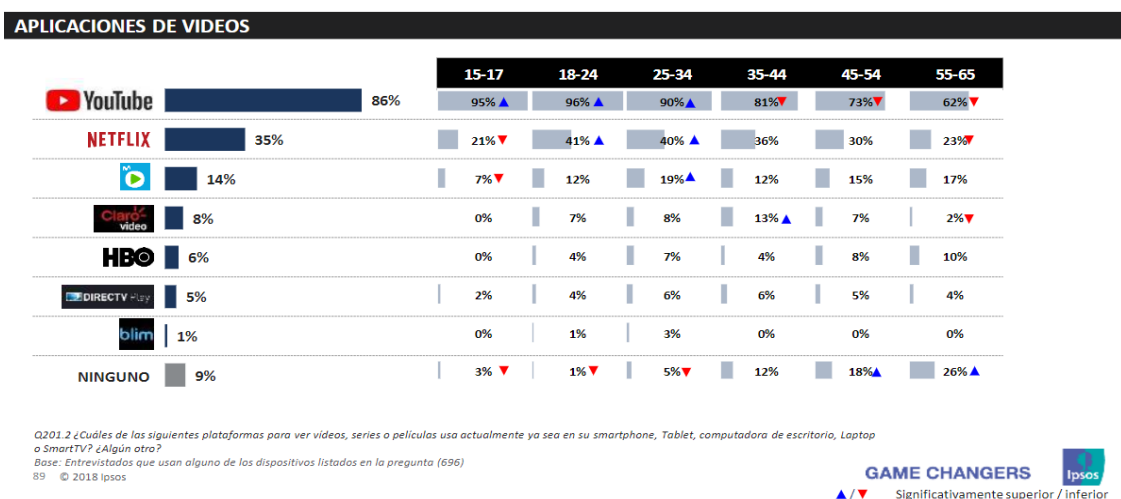 APLICACIONES DE VIDEOS
15-17 18-24 25-34 35-44 45-54 55-65
YouTube 86% 95% ▲ 96% ▲ 90% ▲ 81% ▼ 73% ▼ 62% ▼
NETFLIX 35% 21% ▼ 41% ▲ 40% ▲ 36% 30% 23% ▼
14% 7% ▼ 12% 19% ▲ 12% 15% 17%
Claro-
video 8% 0% 7% 8% 13% ▲ 7% 2% ▼
HBO 6% 0% 4% 7% 4% 8% 10%
DIRECTV Play 5% 2% 4% 6% 6% 5% 4%
blim 1% 0% 1% 3% 0% 0% 0%
NINGUNO 9% 3% ▼ 1% ▼ 5% ▼ 12% 18% ▲ 26% ▲
Q201.2 ¿Cuáles de las siguientes plataformas para ver vídeos, series o películas usa actualmente ya sea en su smartphone, Tablet, computadora de escritorio, Laptop
o SmartTV? ¿Algún otro?
Base: Entrevistados que usan alguno de los dispositivos listados en la pregunta (696)
89 © 2018 Ipsos
GAME CHANGERS Ipsos
▲ / ▼ Significativamente superior / inferior